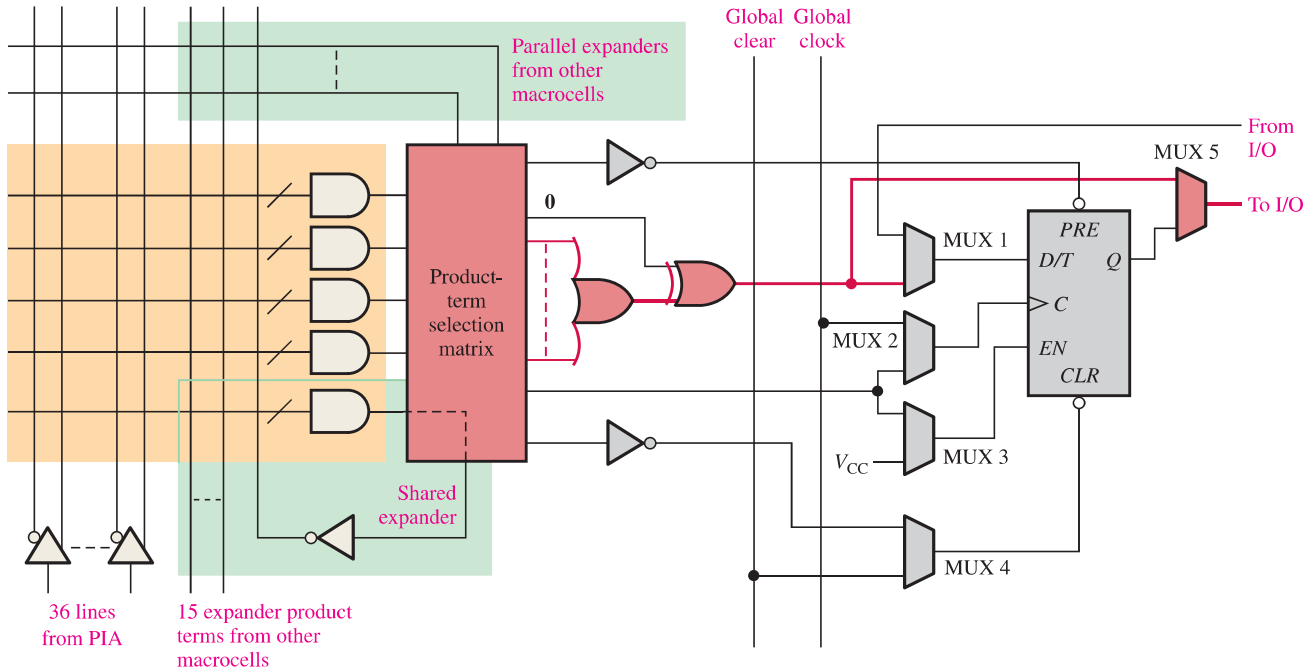 Global
clear
Global
clock
Parallel expanders
from other
macrocells
From
I/O
MUX 5
To I/O
0
Product-
term
selection
matrix
MUX 1
PRE
D/T
Q
C
EN
CLR
MUX 2
MUX 3
VCC
MUX 4
Shared
expander
36 lines
from PIA
15 expander product
terms from other
macrocells